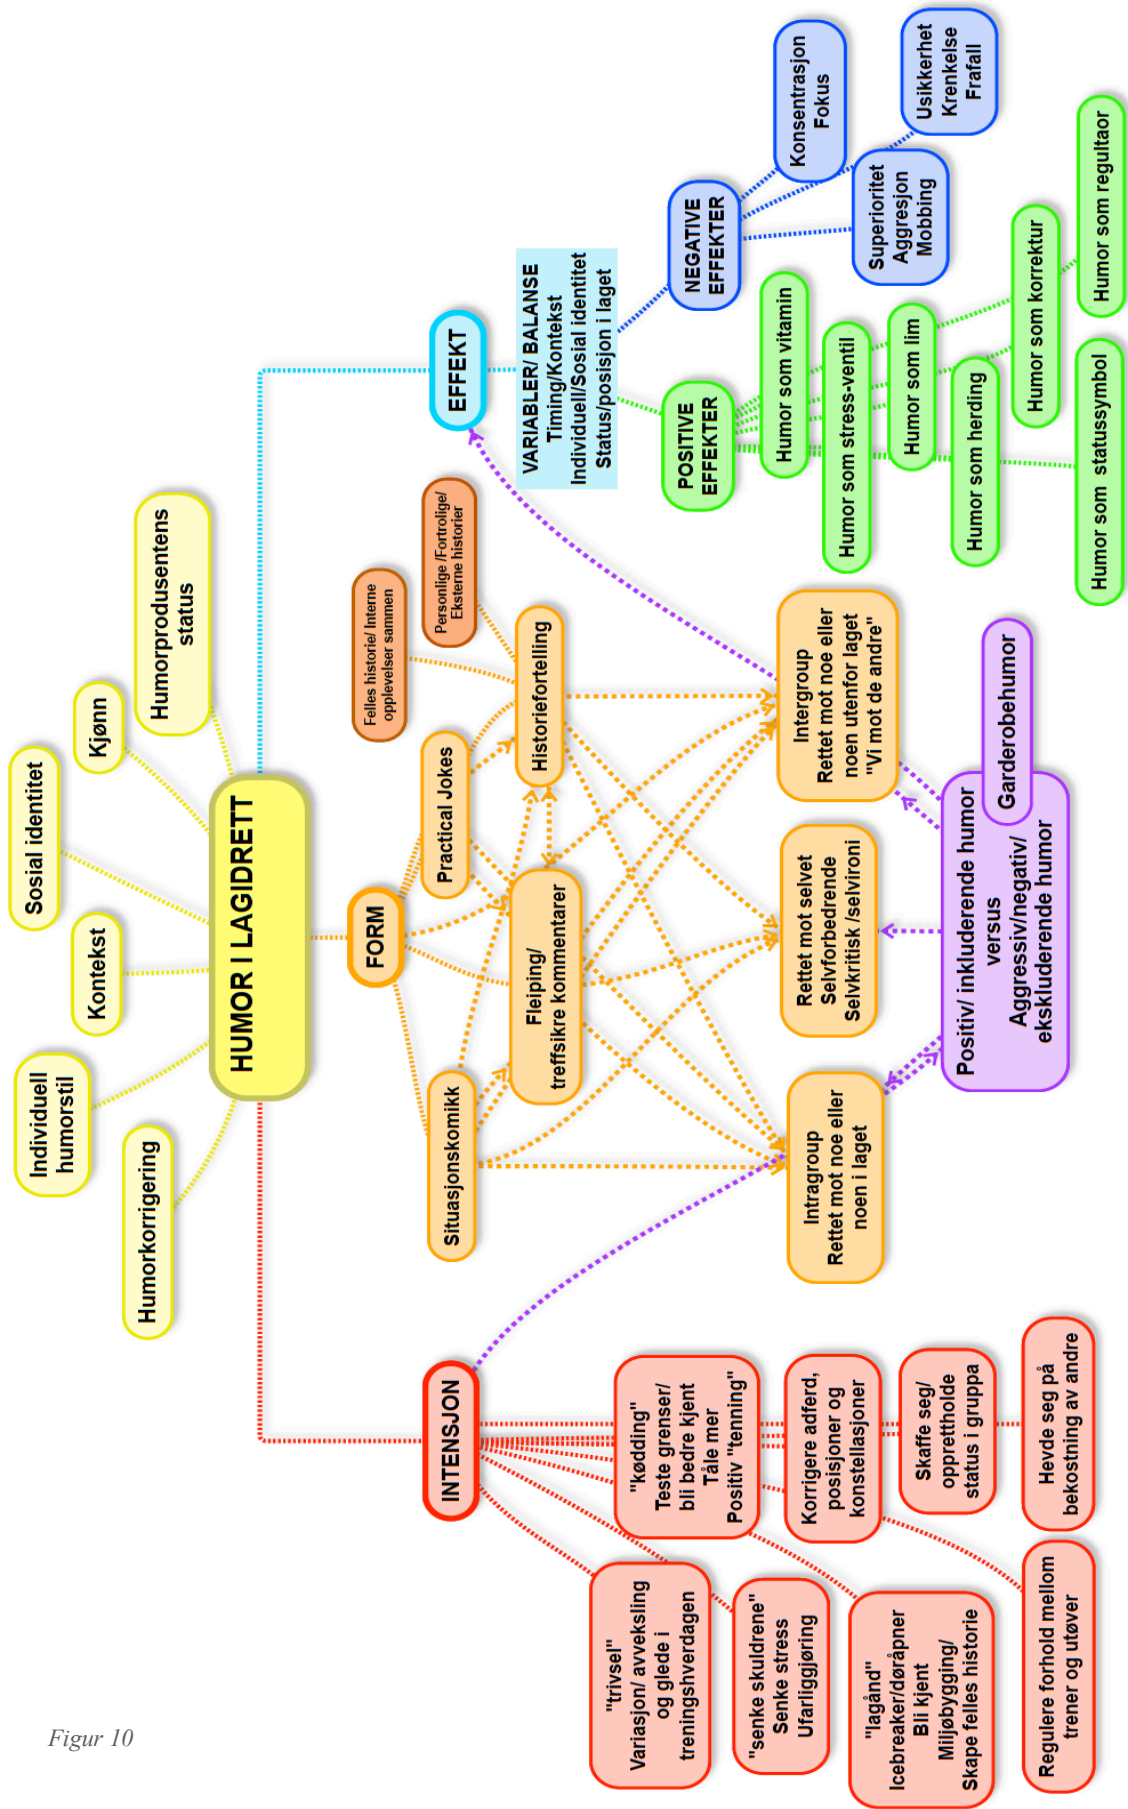 Humorkorrigering
Individuell
humorstil
Kontekst
Sosial identitet
Kjønn
Humorprodusentens
status
HUMOR I LAGIDRETT
INTENSJON
"trivsel"
Variasjon/ avveksling
og glede i
treningshverdagen
"senke skuldrene"
Senke stress
Ufarliggjøring
"lagånd"
Icebreaker/døråpner
Bli kjent
Miljøbygging/
Skape felles historie
Regulere forhold mellom
trener og utøver
"kødding"
Teste grenser/
bli bedre kjent
Tåle mer
Positiv "tenning"
Korrigere adferd,
posisjoner og
konstellasjoner
Skaffe seg/
opprettholde
status i gruppa
Hevde seg på
bekostning av andre
FORM
Situasjonskomikk
Fleiping/
treffsikre kommentarer
Practical Jokes
Historiefortelling
Felles historie/ Interne
opplevelser sammen
Personlige /Fortrolige/
Eksterne historier
Intragroup
Rettet mot noe eller
noen i laget
Rettet mot selvet
Selvforbedrende
Selvkritisk /selvironi
Intergroup
Rettet mot noe eller
noen utenfor laget
"Vi mot de andre"
Positiv/ inkluderende humor
versus
Aggressiv/negativ/
ekskluderende humor
Garderobehumor
EFFEKT
VARIABLER/ BALANSE
Timing/Kontekst
Individuell/Sosial identitet
Status/posisjon i laget
POSITIVE
EFFEKTER
Humor som vitamin
Humor som stress-ventil
Humor som lim
Humor som herding
Humor som korrektur
Humor som statussymbol
Humor som regultaor
NEGATIVE
EFFEKTER
Konsentrasjon
Fokus
Superioritet
Aggresjon
Mobbing
Usikkerhet
Krenkelse
Frafall
Figur 10